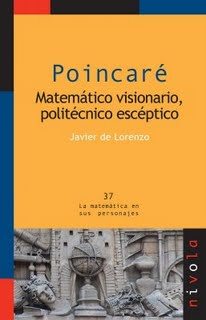 Poincaré
Matemático visionario,
politécnico escéptico
Javier de Lorenzo
37
La matemática en
sus personajes
nivola